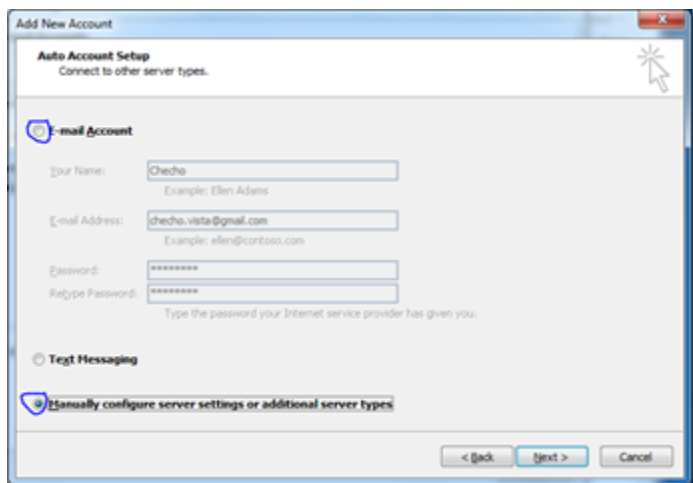 Add New Account
Auto Account Setup
Connect to other server types.
E-mail Account
Your Name: Checho
Example: Ellen Adams
E-mail Address: checho.vista@gmail.com
Example: ellen@contoso.com
Password: ********
Retype Password: ********
Type the password your Internet service provider has given you.
Text Messaging
Manually configure server settings or additional server types
< Back Next > Cancel